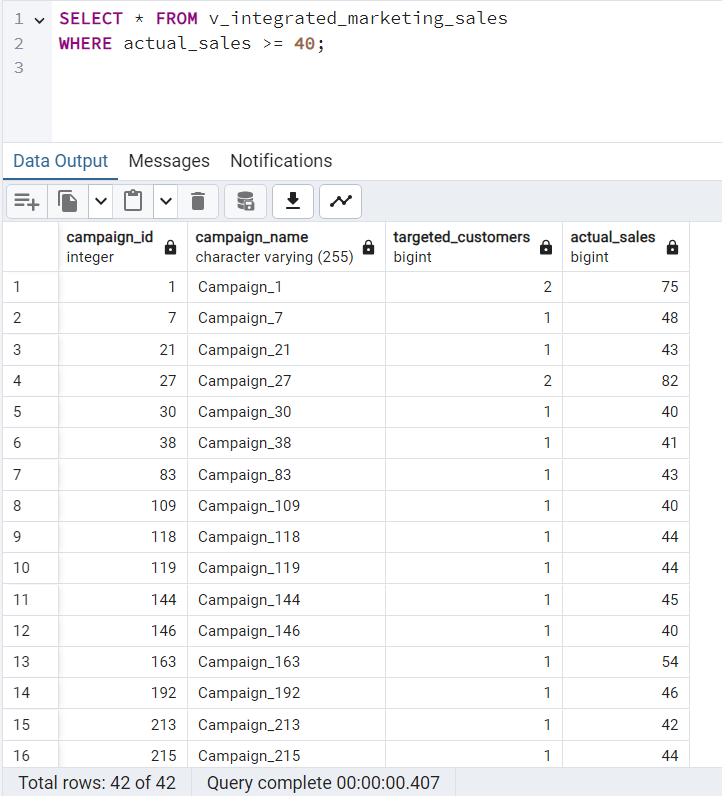 1 SELECT * FROM v_integrated_marketing_sales
2 WHERE actual_sales >= 40;
3
Data Output Messages Notifications
campaign_id campaign_name targeted_customers actual_sales
integer character varying (255) bigint bigint
1 1 Campaign_1 2 75
2 7 Campaign_7 1 48
3 21 Campaign_21 1 43
4 27 Campaign_27 2 82
5 30 Campaign_30 1 40
6 38 Campaign_38 1 41
7 83 Campaign_83 1 43
8 109 Campaign_109 1 40
9 118 Campaign_118 1 44
10 119 Campaign_119 1 44
11 144 Campaign_144 1 45
12 146 Campaign_146 1 40
13 163 Campaign_163 1 54
14 192 Campaign_192 1 46
15 213 Campaign_213 1 42
16 215 Campaign_215 1 44
Total rows: 42 of 42 Query complete 00:00:00.407